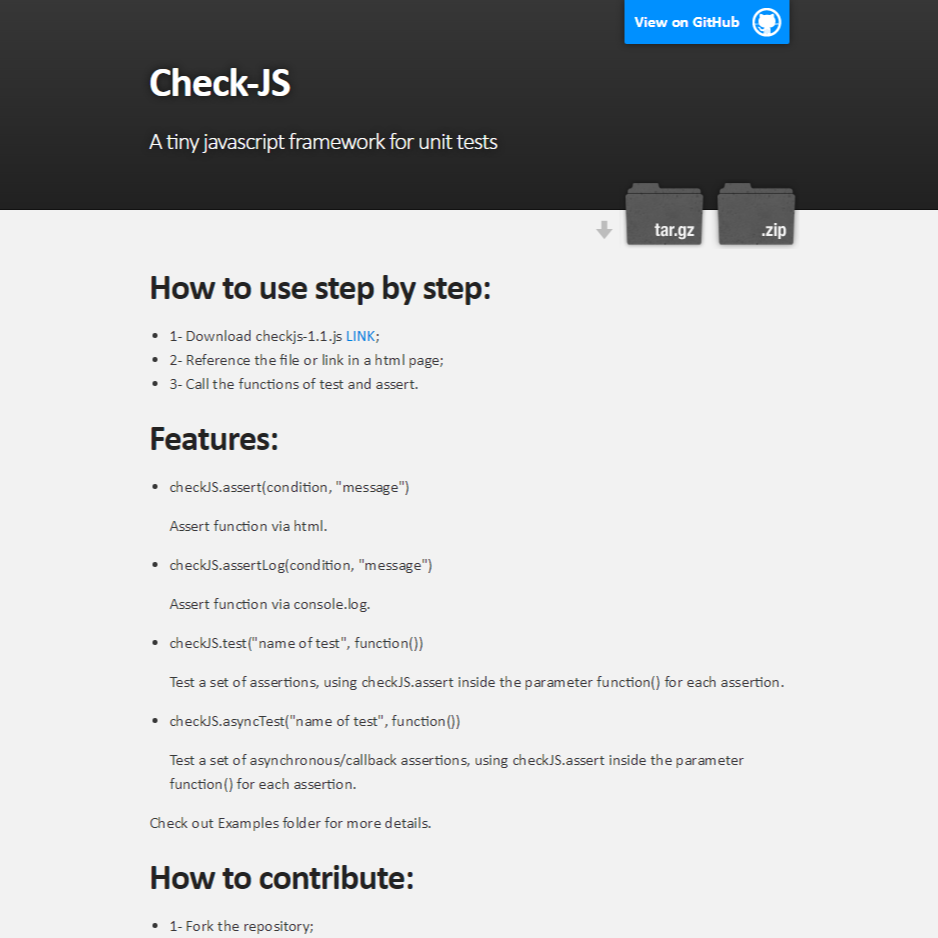 View on GitHub
Check-JS
A tiny javascript framework for unit tests
tar.gz
.zip
How to use step by step:
1- Download checkjs-1.1.js LINK;
2- Reference the file or link in a html page;
3- Call the functions of test and assert.
Features:
checkJS.assert(condition, "message")
Assert function via html.
checkJS.assertLog(condition, "message")
Assert function via console.log.
checkJS.test("name of test", function())
Test a set of assertions, using checkJS.assert inside the parameter function() for each assertion.
checkJS.asyncTest("name of test", function())
Test a set of asynchronous/callback assertions, using checkJS.assert inside the parameter
function() for each assertion.
Check out Examples folder for more details.
How to contribute:
1- Fork the repository;